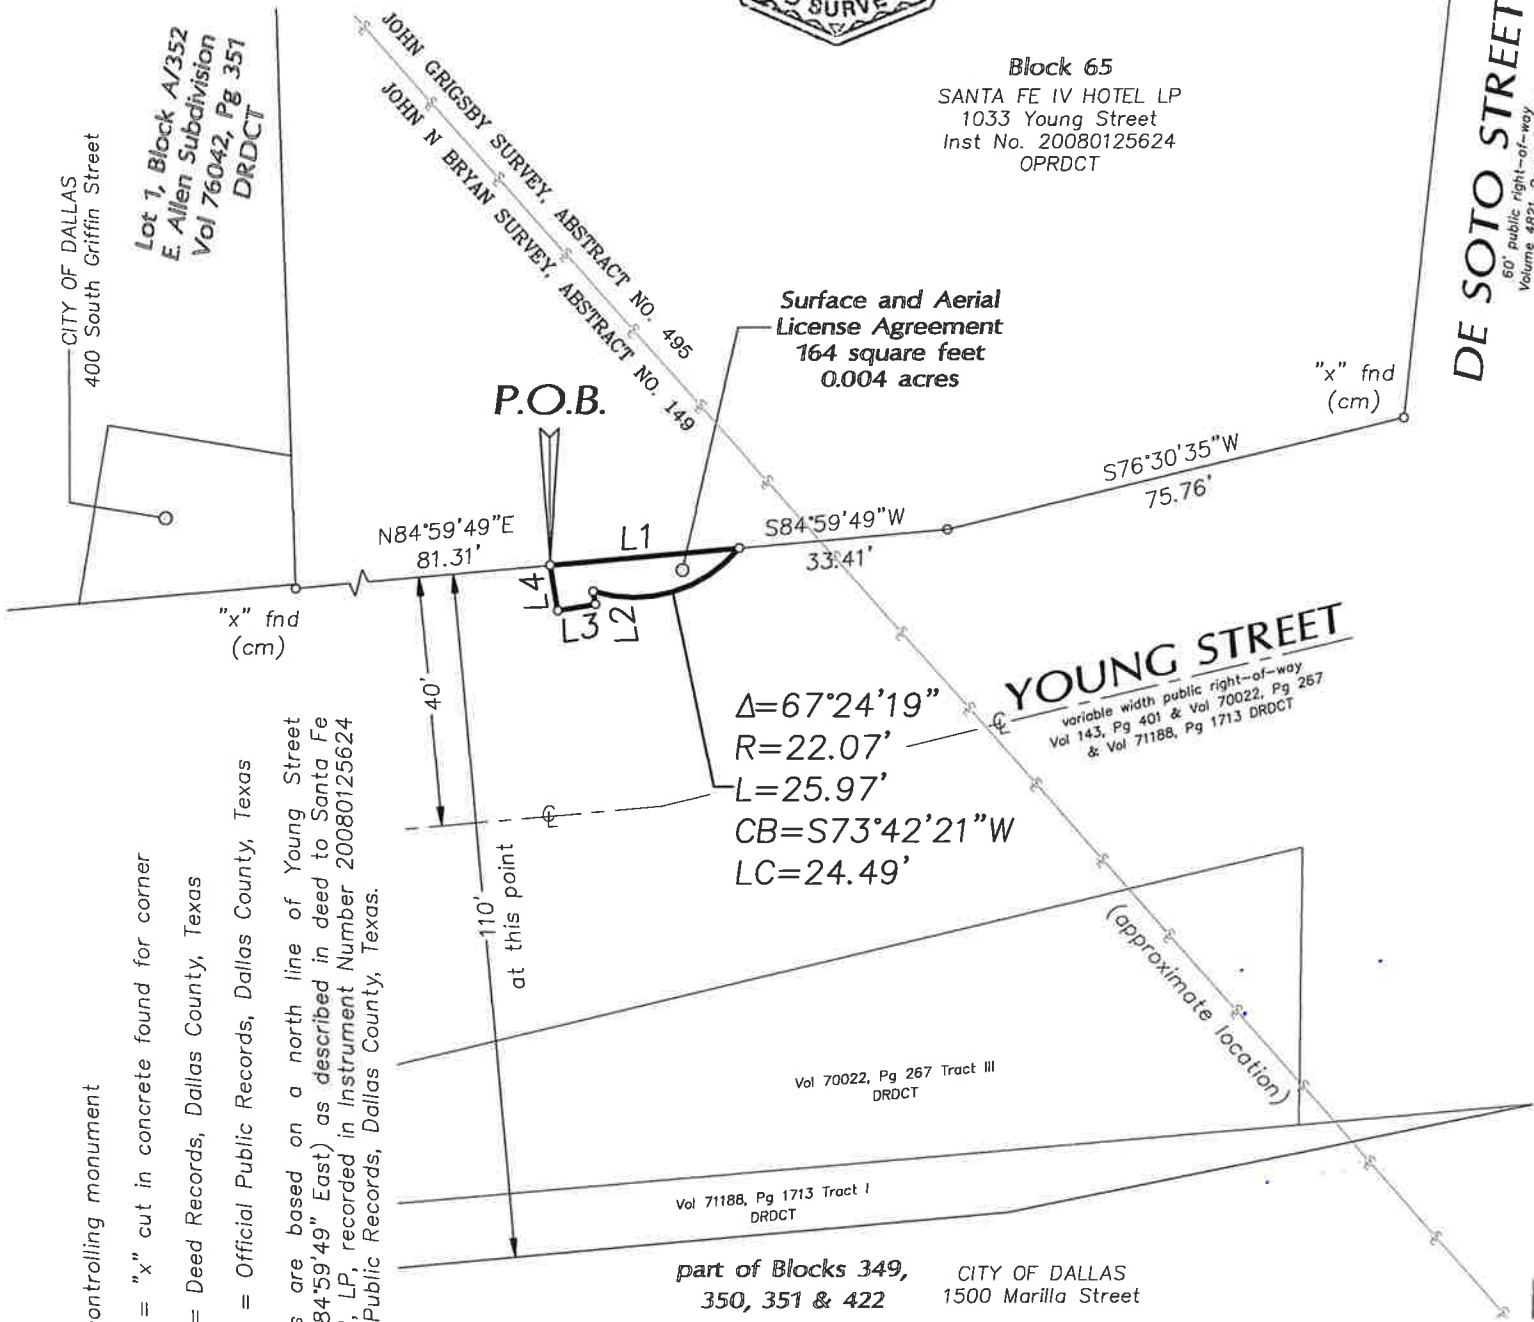 SURVE
Lot 1, Block A/352
E. Allen Subdivision
Vol 76042, Pg 351
DRDCT
CITY OF DALLAS
400 South Griffin Street
JOHN GRIGSBY SURVEY, ABSTRACT NO. 495
JOHN N BRYAN SURVEY, ABSTRACT NO. 149
Block 65
SANTA FE IV HOTEL LP
1033 Young Street
Inst No. 20080125624
OPRDCT
DE SOTO STREET
60' public right-of-way
Volume 4821,
Surface and Aerial
License Agreement
164 square feet
0.004 acres
P.O.B.
"x" fnd
(cm)
S76°30'35"W
75.76'
N84°59'49"E
81.31'
L1
S84°59'49"W
33.41'
L4
L3
L2
"x" fnd
(cm)
40'
110'
at this point
Δ=67°24'19"
R=22.07'
L=25.97'
CB=S73°42'21"W
LC=24.49'
YOUNG STREET
variable width public right-of-way
Vol 143, Pg 401 & Vol 70022, Pg 267
& Vol 71188, Pg 1713 DRDCT
(approximate location)
Vol 70022, Pg 267 Tract III
DRDCT
Vol 71188, Pg 1713 Tract I
DRDCT
part of Blocks 349,
350, 351 & 422
CITY OF DALLAS
1500 Marilla Street
ontrolling monument
= "x" cut in concrete found for corner
= Deed Records, Dallas County, Texas
= Official Public Records, Dallas County, Texas
s are based on a north line of Young Street
84°59'49" East) as described in deed to Santa Fe
, LP, recorded in Instrument Number 20080125624
Public Records, Dallas County, Texas.